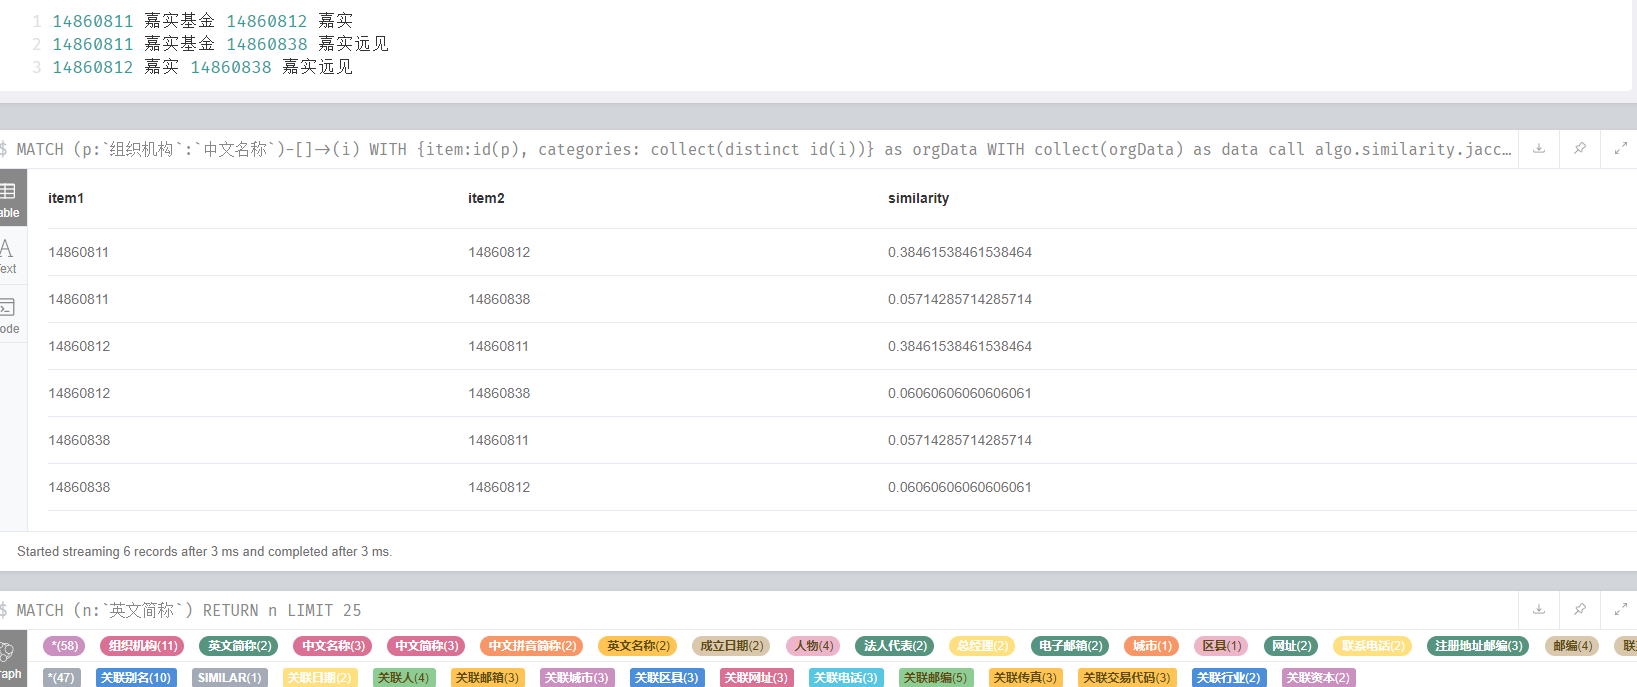 1 14860811 嘉实基金 14860812 嘉实
2 14860811 嘉实基金 14860838 嘉实远见
3 14860812 嘉实 14860838 嘉实远见
$ MATCH (p:`组织机构`:`中文名称`)-[]->(i) WITH {item:id(p), categories: collect(distinct id(i))} as orgData WITH collect(orgData) as data call algo.similarity.jacc...
able
item1 item2 similarity
14860811 14860812 0.38461538461538464
Text
14860811 14860838 0.05714285714285714
ode
14860812 14860811 0.38461538461538464
14860812 14860838 0.06060606060606061
14860838 14860811 0.05714285714285714
14860838 14860812 0.06060606060606061
Started streaming 6 records after 3 ms and completed after 3 ms.
$ MATCH (n:`英文简称`) RETURN n LIMIT 25
*(58) 组织机构(11) 英文简称(2) 中文名称(3) 中文简称(3) 中文拼音简称(2) 英文名称(2) 成立日期(2) 人物(4) 法人代表(2) 总经理(2) 电子邮箱(2) 城市(1) 区县(1) 网址(2) 联系电话(2) 注册地址邮编(3) 邮编(4) 联
raph
*(47) 关联别名(10) SIMILAR(1) 关联日期(2) 关联人(4) 关联邮箱(3) 关联城市(3) 关联区县(3) 关联网址(3) 关联电话(3) 关联邮编(5) 关联传真(3) 关联交易代码(3) 关联行业(2) 关联资本(2)